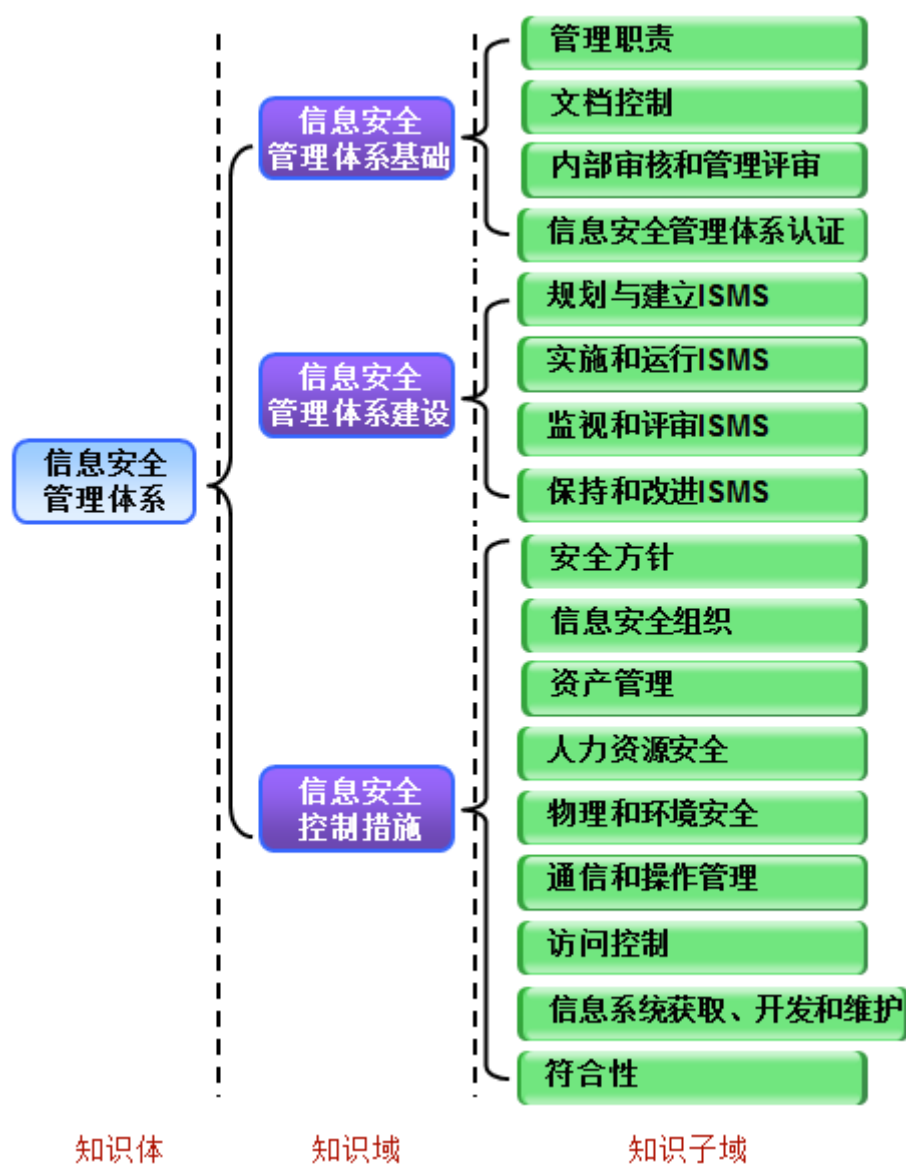 信息安全
管理体系
信息安全
管理体系基础
管理职责
文档控制
内部审核和管理评审
信息安全管理体系认证
信息安全
管理体系建设
规划与建立ISMS
实施和运行ISMS
监视和评审ISMS
保持和改进ISMS
信息安全
控制措施
安全方针
信息安全组织
资产管理
人力资源安全
物理和环境安全
通信和操作管理
访问控制
信息系统获取、开发和维护
符合性
知识体
知识域
知识子域